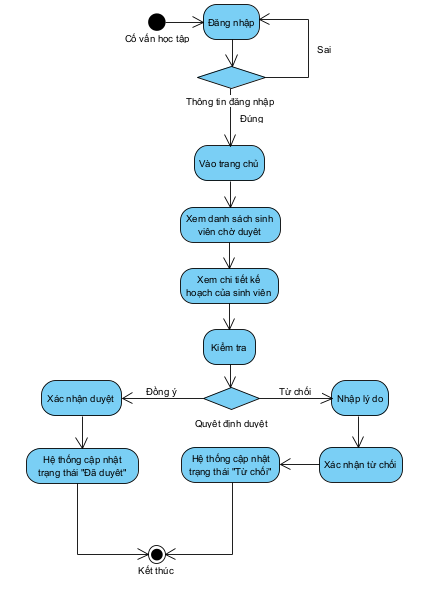 Đăng nhập
Cố vấn học tập
Sai
Thông tin đăng nhập
Đúng
Vào trang chủ
Xem danh sách sinh
viên chờ duyệt
Xem chi tiết kế
hoạch của sinh viên
Kiểm tra
Đồng ý
Từ chối
Xác nhận duyệt
Nhập lý do
Quyết định duyệt
Hệ thống cập nhật
trạng thái "Đã duyệt"
Hệ thống cập nhật
trạng thái "Từ chối"
Xác nhận từ chối
Kết thúc